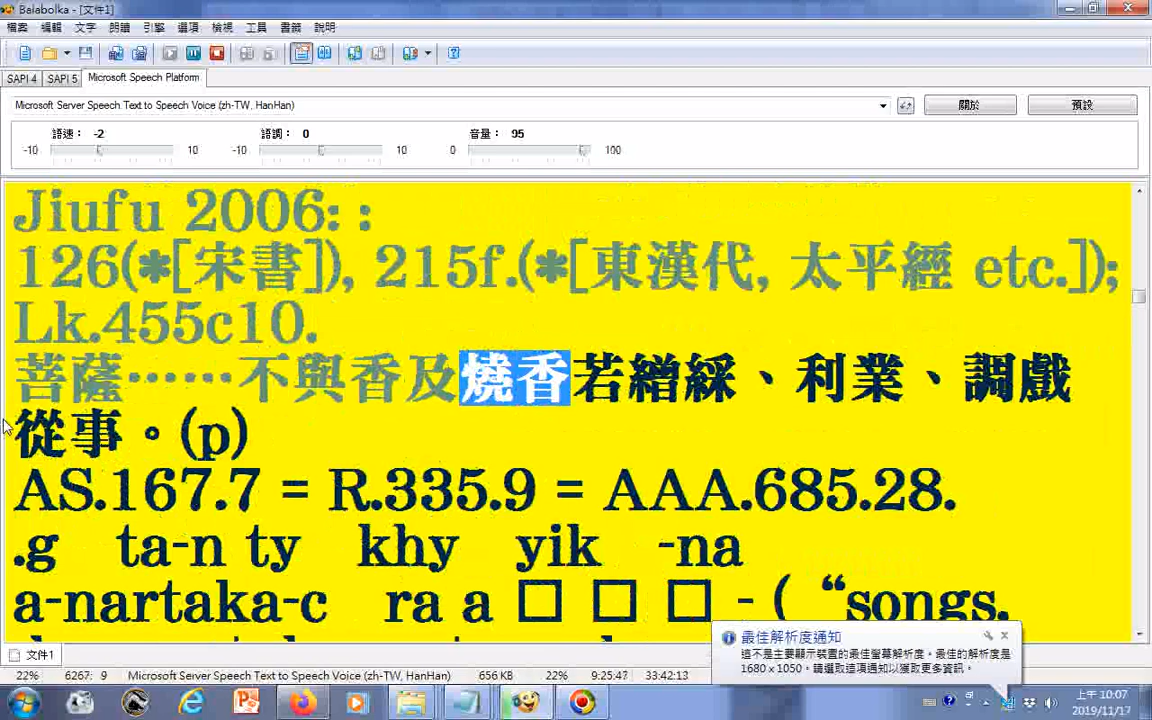 Balabolka - [文件1]
檔案 編輯 文字 朗讀 引擎 選項 檢視 工具 書籤 說明
SAPI 4 SAPI 5 Microsoft Speech Platform
Microsoft Server Speech Text to Speech Voice (zh-TW, HanHan) 關於 預設
語速： -2 語調： 0 音量： 95
-10 10 -10 10 0 100
Jiufu 2006: :
126(*[宋書]), 215f.(*[東漢代, 太平經 etc.]);
Lk.455c10.
菩薩……不與香及燒香若繒綵、利業、調戲
從事。(p)
AS.167.7 = R.335.9 = AAA.685.28.
.g ta-n ty khy yik -na
a-nartaka-c ra a □ □ □ - ( “songs,
文件1
最佳解析度通知
這不是主要顯示裝置的最佳螢幕解析度。最佳的解析度是
1680 x 1050。請選取這項通知以獲取更多資訊。
22% 6267: 9 Microsoft Server Speech Text to Speech Voice (zh-TW, HanHan) 656 KB 22% 9:25:47 33:42:13
上午 10:07
2019/11/17